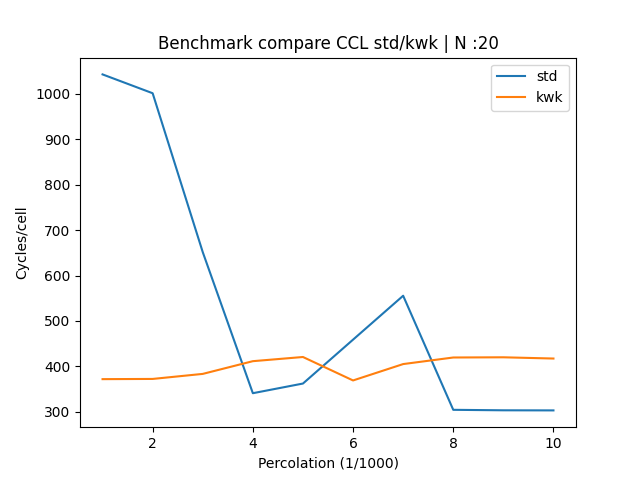 Benchmark compare CCL std/kwk | N :20
std
kwk
Cycles/cell
1000
900
800
700
600
500
400
300
2 4 6 8 10
Percolation (1/1000)